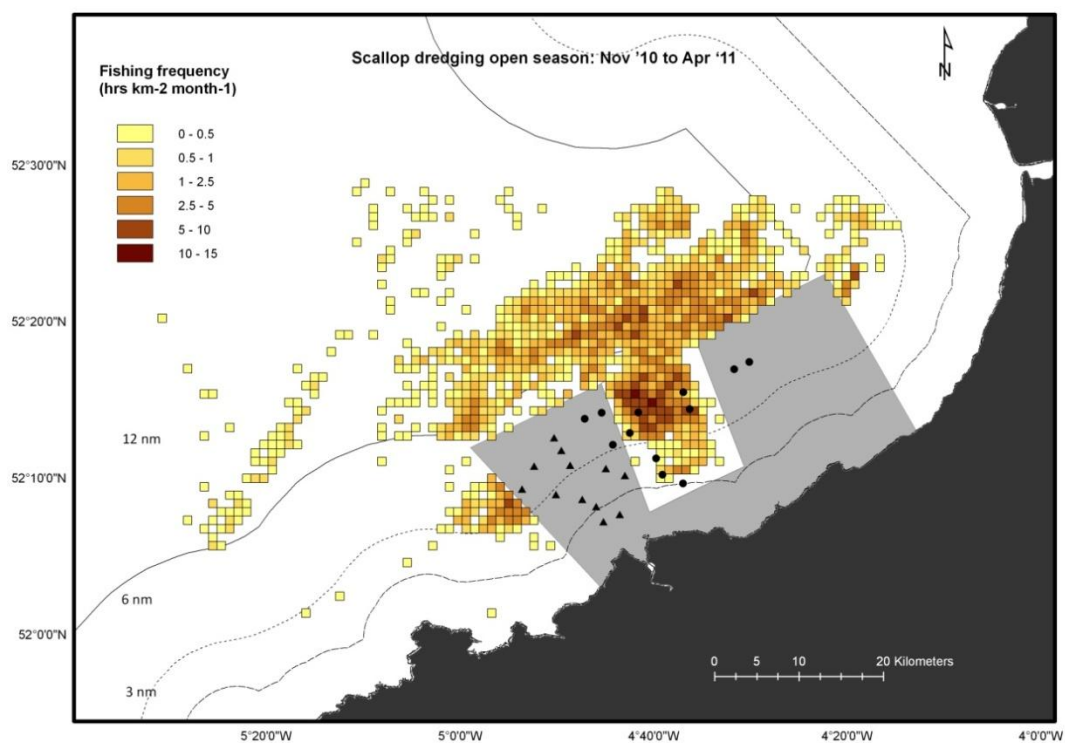 Scallop dredging open season: Nov '10 to Apr '11
N
Fishing frequency
(hrs km-2 month-1)
0 - 0.5
0.5 - 1
1 - 2.5
2.5 - 5
5 - 10
10 - 15
52°30'0"N
52°20'0"N
12 nm
52°10'0"N
6 nm
52°0'0"N
3 nm
0 5 10 20 Kilometers
5°20'0"W 5°0'0"W 4°40'0"W 4°20'0"W 4°0'0"W